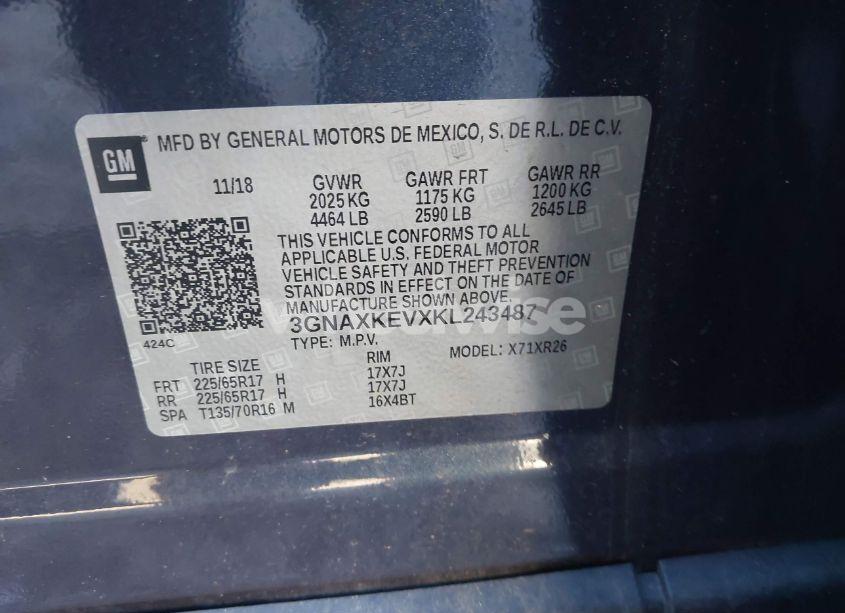 GM
MFD BY GENERAL MOTORS DE MEXICO, S. DE R.L. DE C.V.
11/18 GVWR GAWR FRT GAWR RR
2025 KG 1175 KG 1200 KG
4464 LB 2590 LB 2645 LB
THIS VEHICLE CONFORMS TO ALL
APPLICABLE U.S. FEDERAL MOTOR
VEHICLE SAFETY AND THEFT PREVENTION
STANDARDS IN EFFECT ON THE DATE OF
MANUFACTURE SHOWN ABOVE.
3GNAXKEVXKL243487
424C
TYPE: M.P.V. MODEL: X71XR26
TIRE SIZE RIM
FRT 225/65R17 H 17X7J
RR 225/65R17 H 17X7J
SPA T135/70R16 M 16X4BT